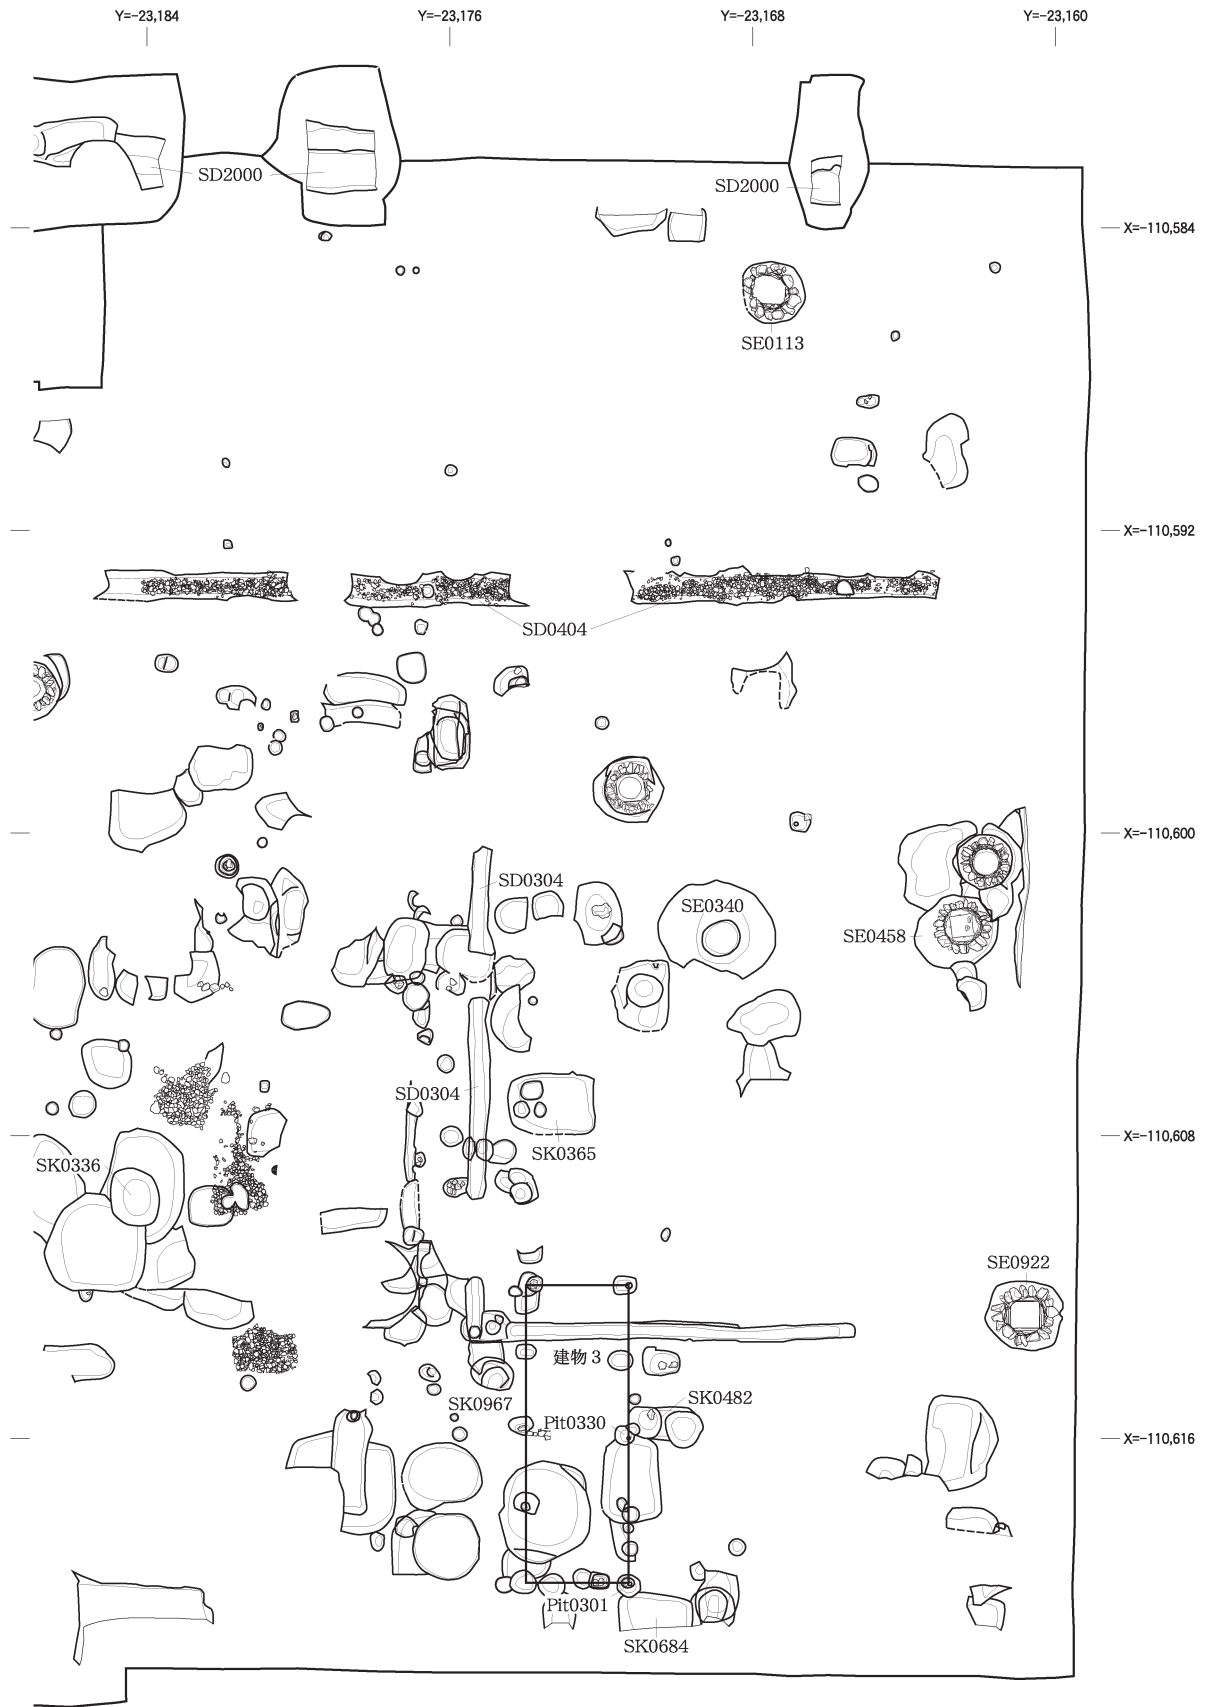 Y=−23,184
Y=−23,176
Y=−23,168
Y=−23,160
SD2000
SD2000
X=−110,584
SE0113
X=−110,592
SD0404
X=−110,600
SD0304
SE0340
SE0458
SD0304
X=−110,608
SK0365
SK0336
SE0922
建物 3
SK0967
SK0482
Pit0330
X=−110,616
Pit0301
SK0684